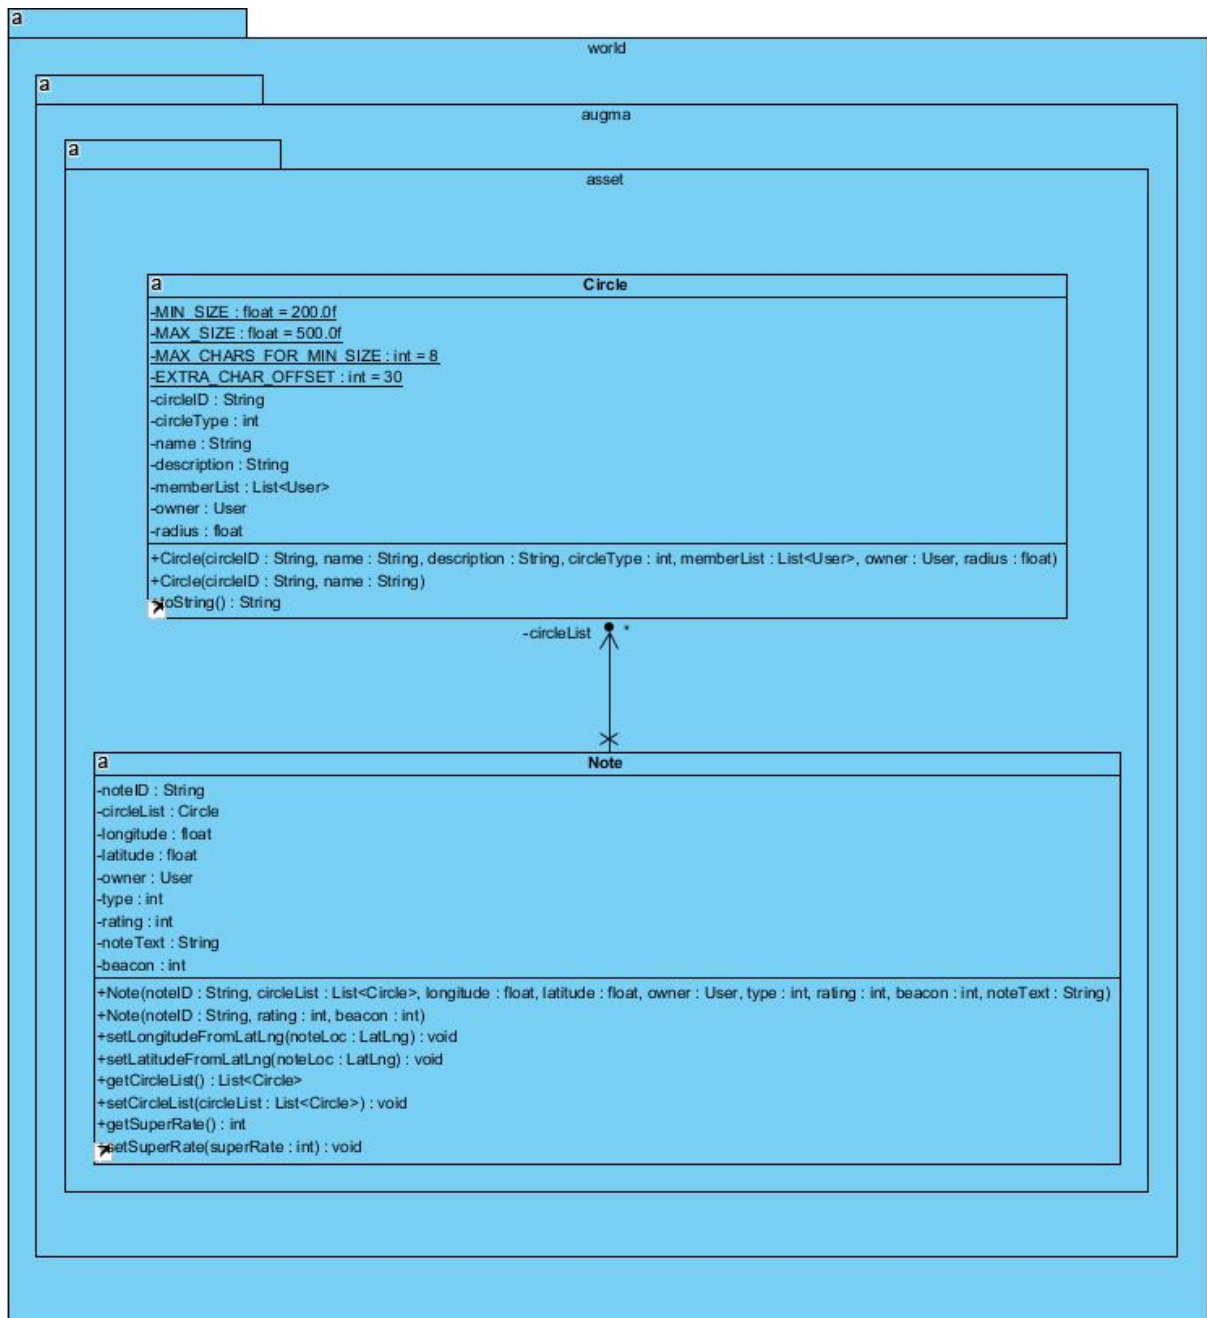 a
world
a
augma
a
asset
a
Circle
-MIN_SIZE : float = 200.0f
-MAX_SIZE : float = 500.0f
-MAX_CHARS_FOR_MIN_SIZE : int = 8
-EXTRA_CHAR_OFFSET : int = 30
-circleID : String
-circleType : int
-name : String
-description : String
-memberList : List<User>
-owner : User
-radius : float
+Circle(circleID : String, name : String, description : String, circleType : int, memberList : List<User>, owner : User, radius : float)
+Circle(circleID : String, name : String)
+toString() : String
-circleList *
a
Note
-noteID : String
-circleList : Circle
-longitude : float
-latitude : float
-owner : User
-type : int
-rating : int
-noteText : String
-beacon : int
+Note(noteID : String, circleList : List<Circle>, longitude : float, latitude : float, owner : User, type : int, rating : int, beacon : int, noteText : String)
+Note(noteID : String, rating : int, beacon : int)
+setLongitudeFromLatLng(noteLoc : LatLng) : void
+setLatitudeFromLatLng(noteLoc : LatLng) : void
+getCircleList() : List<Circle>
+setCircleList(circleList : List<Circle>) : void
+getSuperRate() : int
+setSuperRate(superRate : int) : void